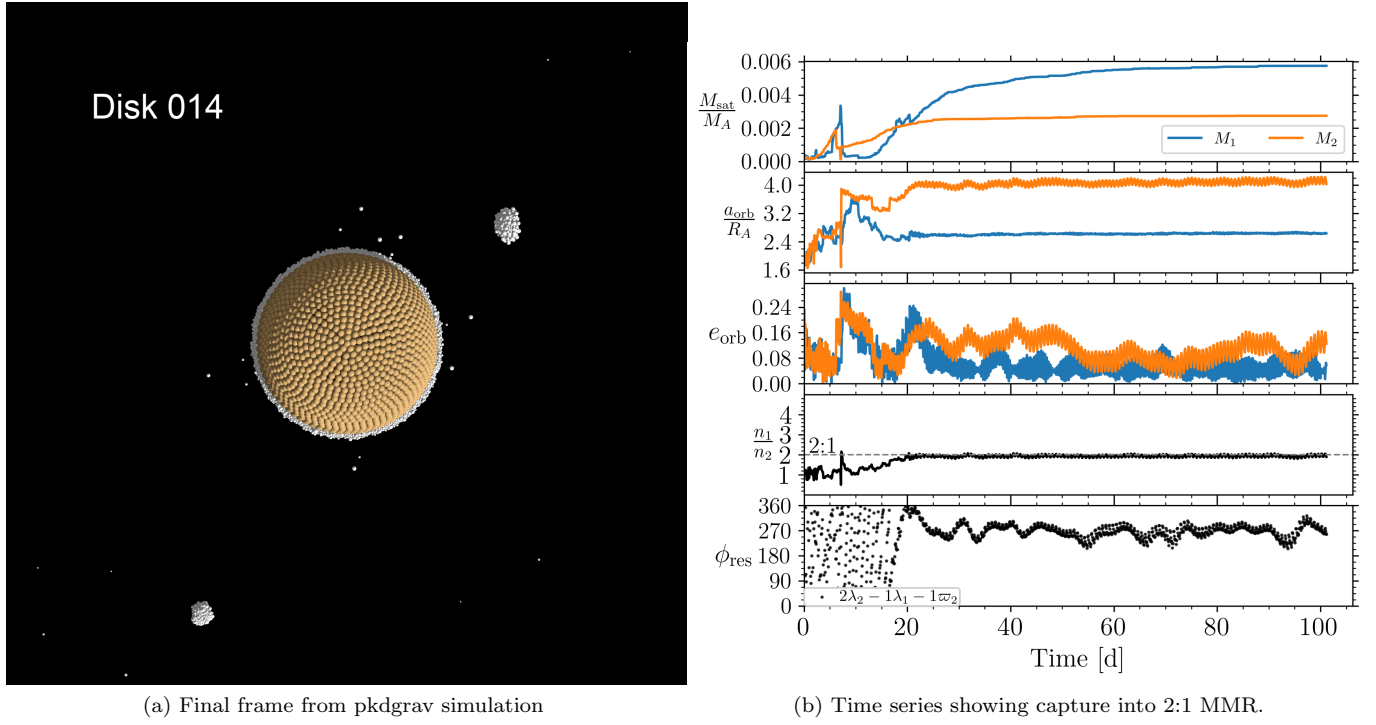 Disk 014
(a) Final frame from pkdgrav simulation
M_sat/M_A
0.006
0.004
0.002
0.000
M_1 M_2
a_orb/R_A
4.0
3.2
2.4
1.6
e_orb
0.24
0.16
0.08
0.00
n_1/n_2
4
3
2
1
2:1
ϕ_res
360
270
180
90
0
2λ_2 − 1λ_1 − 1ϖ_2
0 20 40 60 80 100
Time [d]
(b) Time series showing capture into 2:1 MMR.